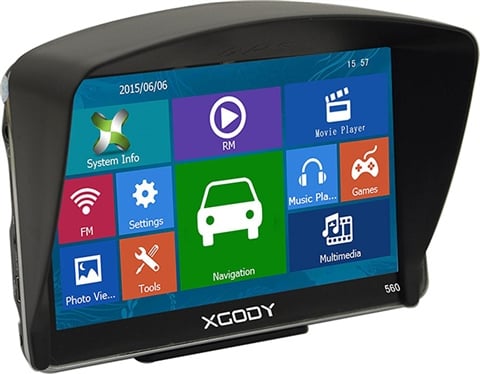 2015/06/06
15 57
System Info
RM
Movie Player
FM
Settings
Music Pla...
Games
Photo Vie...
Tools
Navigation
Multimedia
XGODY
560